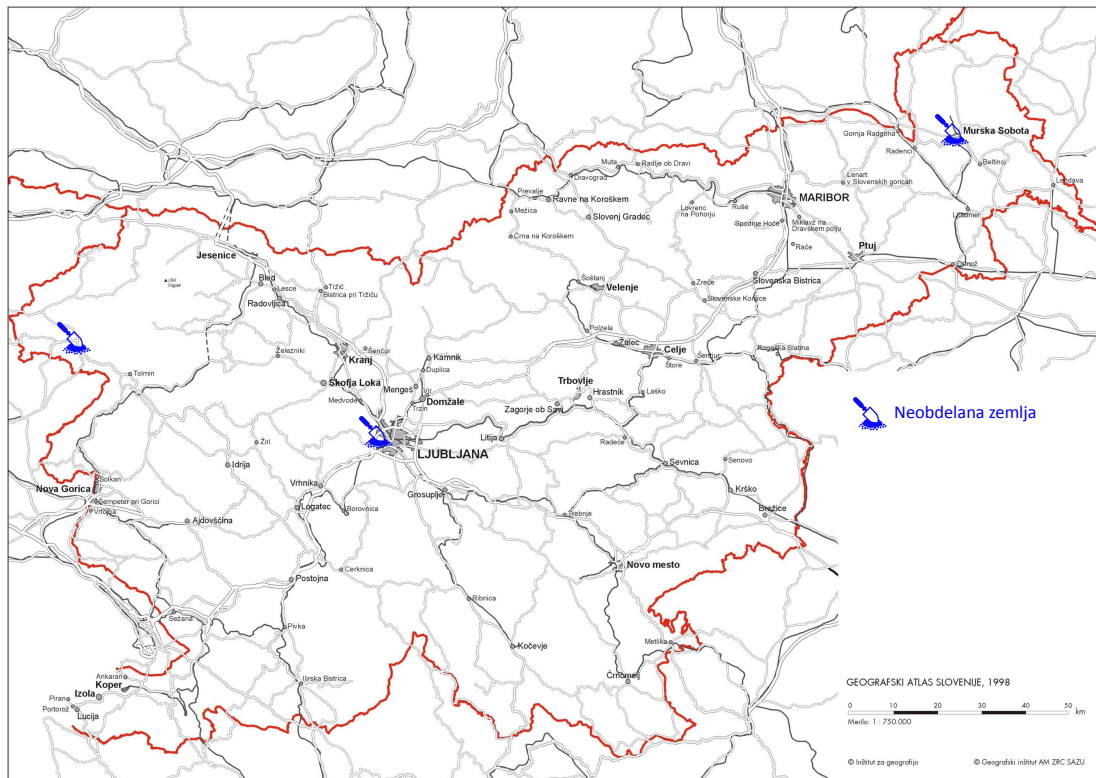 Murska Sobota
Gornja Radgona
Radenci
Beltinci
Muta
Radlje ob Dravi
Dravograd
Lenart
v Slovenskih goricah
Lendava
Prevalje
Ravne na Koroškem
MARIBOR
Ruše
Lovrenc
na Pohorju
Mežica
Slovenj Gradec
Ljutomer
Spodnje Hoče
Miklavž na
Dravskem polju
Črna na Koroškem
Rače
Ptuj
Jesenice
Ormož
Bled
Lesce
Tržič
Bistrica pri Tržiču
Radovljica
Šoštanj
Velenje
Zreče
Slovenska Bistrica
Slovenske Konjice
Polzela
Žalec
Celje
Šentjur
Store
Rogaška Slatina
Železniki
Šenčur
Kranj
Kamnik
Duplica
Tolmin
Škofja Loka
Mengeš
Vir
Medvode
Domžale
Trzin
Trbovlje
Hrastnik
Laško
Zagorje ob Savi
Neobdelana zemlja
Žiri
LJUBLJANA
Litija
Radeče
Idrija
Sevnica
Senovo
Solkan
Nova Gorica
Vrhnika
Grosuplje
Krško
Šempeter pri Gorici
Vrtojba
Logatec
Borovnica
Trebnje
Brežice
Ajdovščina
Cerknica
Novo mesto
Postojna
Ribnica
Sežana
Pivka
Metlika
Kočevje
Črnomelj
Ankaran
Koper
Ilirska Bistrica
Izola
Piran
Portorož
Lucija
GEOGRAFSKI ATLAS SLOVENIJE, 1998
0 10 20 30 40 50 km
Merilo: 1 : 750.000
© Inštitut za geografijo
© Geografski inštitut AM ZRC SAZU